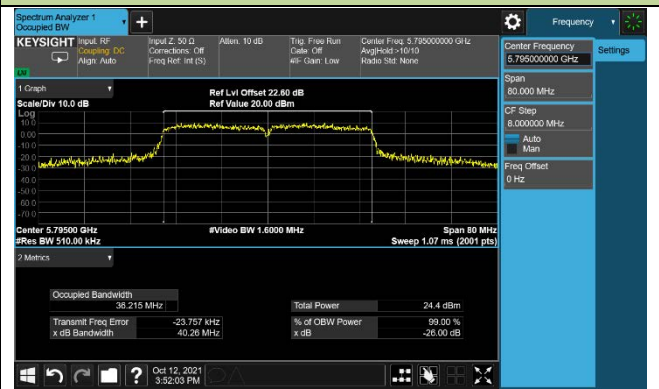 Spectrum Analyzer 1
Occupied BW
+
Frequency
KEYSIGHT
Input: RF
Coupling: DC
Align: Auto
Input Z: 50 Ω
Corrections: Off
Freq Ref: Int (S)
Atten: 10 dB
Trig: Free Run
Gate: Off
#IF Gain: Low
Center Freq: 5.795000000 GHz
Avg|Hold:>10/10
Radio Std: None
Center Frequency
5.795000000 GHz
Settings
Span
80.000 MHz
CF Step
8.000000 MHz
Auto
Man
Freq Offset
0 Hz
1 Graph
Scale/Div 10.0 dB
Ref Lvl Offset 22.60 dB
Ref Value 20.00 dBm
Log
10.0
0.00
-10.0
-20.0
-30.0
-40.0
-50.0
-60.0
-70.0
Center 5.79500 GHz
#Video BW 1.6000 MHz
Span 80 MHz
#Res BW 510.00 kHz
Sweep 1.07 ms (2001 pts)
2 Metrics
Occupied Bandwidth
36.215 MHz
Total Power
24.4 dBm
Transmit Freq Error
-23.757 kHz
% of OBW Power
99.00 %
x dB Bandwidth
40.26 MHz
x dB
-26.00 dB
?
Oct 12, 2021
3:52:03 PM